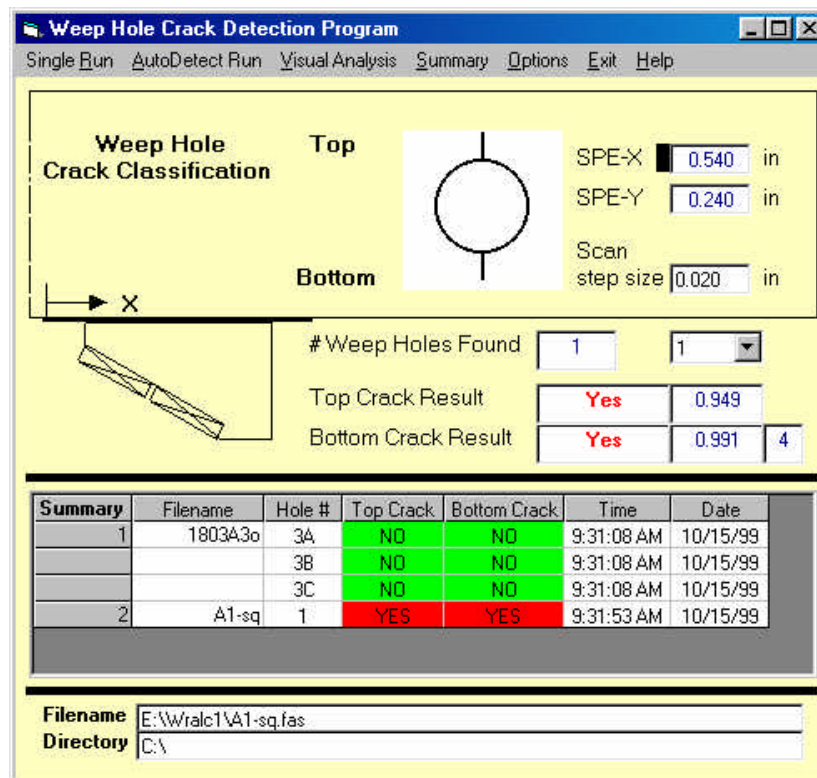 Weep Hole Crack Detection Program
Single Run AutoDetect Run Visual Analysis Summary Options Exit Help
Weep Hole
Crack Classification
Top
Bottom
SPE-X 0.540 in
SPE-Y 0.240 in
Scan
step size 0.020 in
X
# Weep Holes Found 1 1
Top Crack Result Yes 0.949
Bottom Crack Result Yes 0.991 4
Summary Filename Hole # Top Crack Bottom Crack Time Date
1 1803A3o 3A NO NO 9:31:08 AM 10/15/99
3B NO NO 9:31:08 AM 10/15/99
3C NO NO 9:31:08 AM 10/15/99
2 A1-sq 1 YES YES 9:31:53 AM 10/15/99
Filename E:\Wralc1\A1-sq.fas
Directory C:\